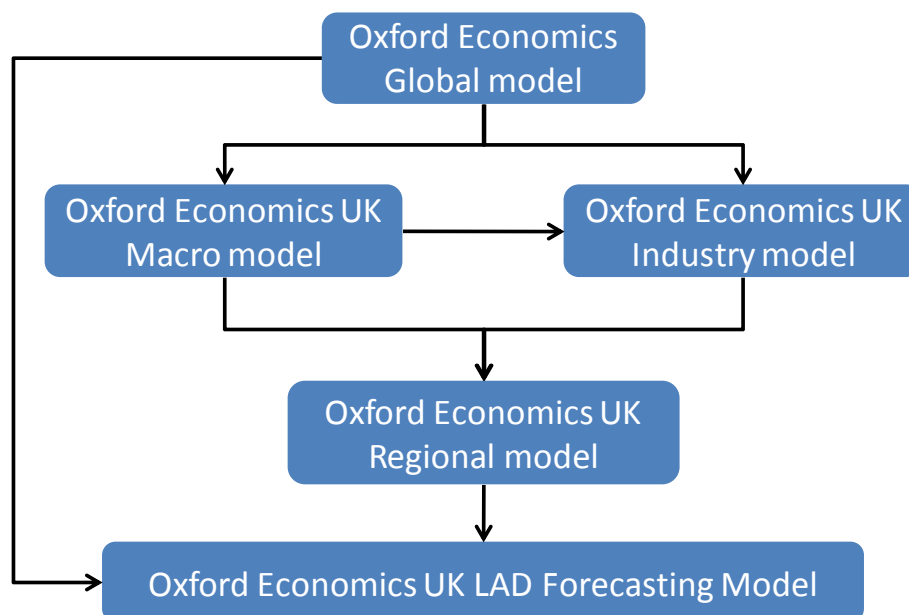 Oxford Economics
Global model
Oxford Economics UK
Macro model
Oxford Economics UK
Industry model
Oxford Economics UK
Regional model
Oxford Economics UK LAD Forecasting Model